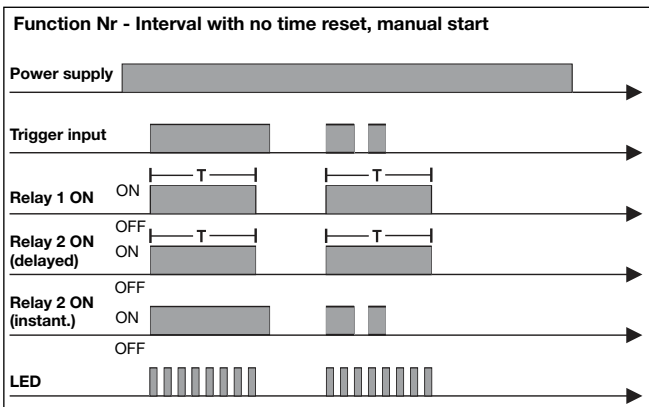 Function Nr - Interval with no time reset, manual start
Power supply
Trigger input
T T
Relay 1 ON ON
OFF
T T
Relay 2 ON
(delayed) ON
OFF
Relay 2 ON
(instant.) ON
OFF
LED